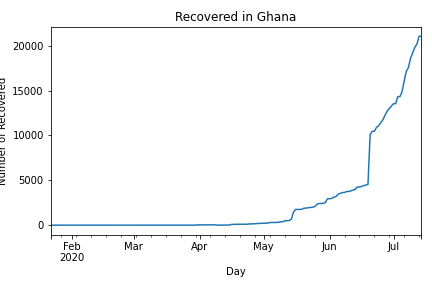 Recovered in Ghana
Number of Recovered
20000
15000
10000
5000
0
Feb Mar Apr May Jun Jul
2020
Day